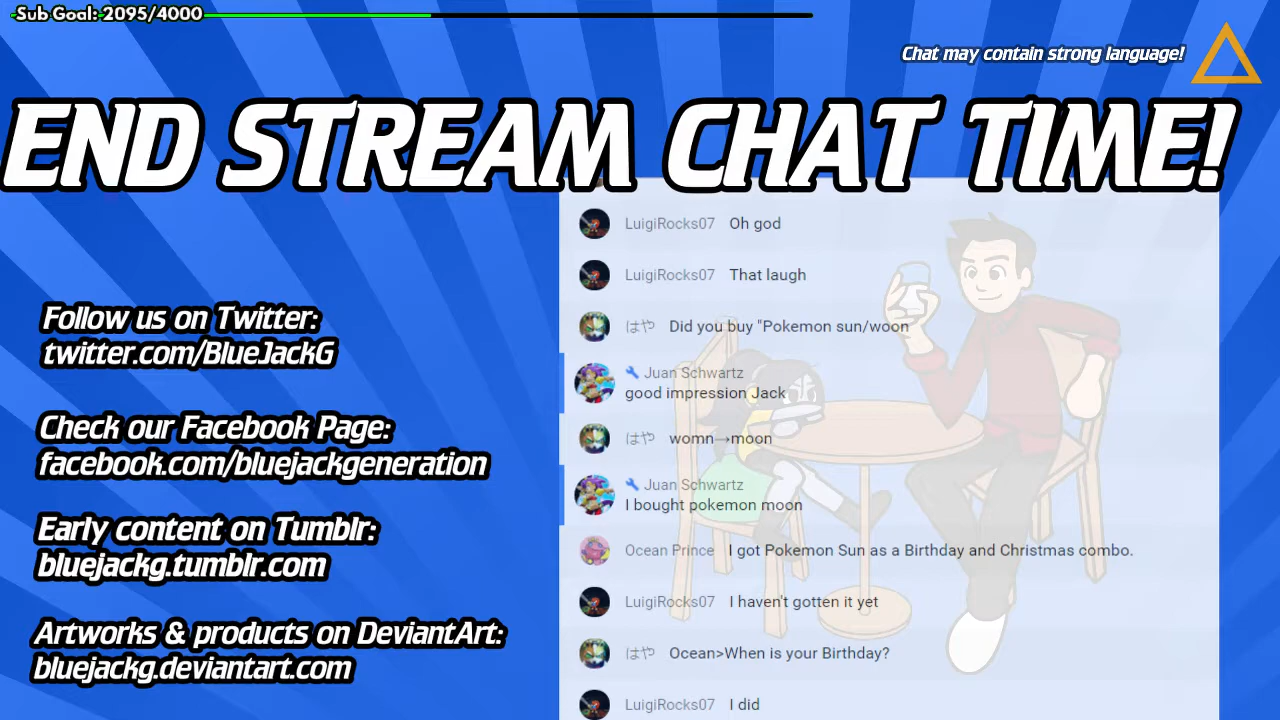 Sub Goal: 2095/4000
Chat may contain strong language!
END STREAM CHAT TIME!
LuigiRocks07 Oh god
LuigiRocks07 That laugh
はや Did you buy "Pokemon sun/woon
Juan Schwartz
good impression Jack
はや womn→moon
Juan Schwartz
I bought pokemon moon
Ocean Prince I got Pokemon Sun as a Birthday and Christmas combo.
LuigiRocks07 I haven't gotten it yet
はや Ocean>When is your Birthday?
LuigiRocks07 I did
Follow us on Twitter:
twitter.com/BlueJackG
Check our Facebook Page:
facebook.com/bluejackgeneration
Early content on Tumblr:
bluejackg.tumblr.com
Artworks & products on DeviantArt:
bluejackg.deviantart.com